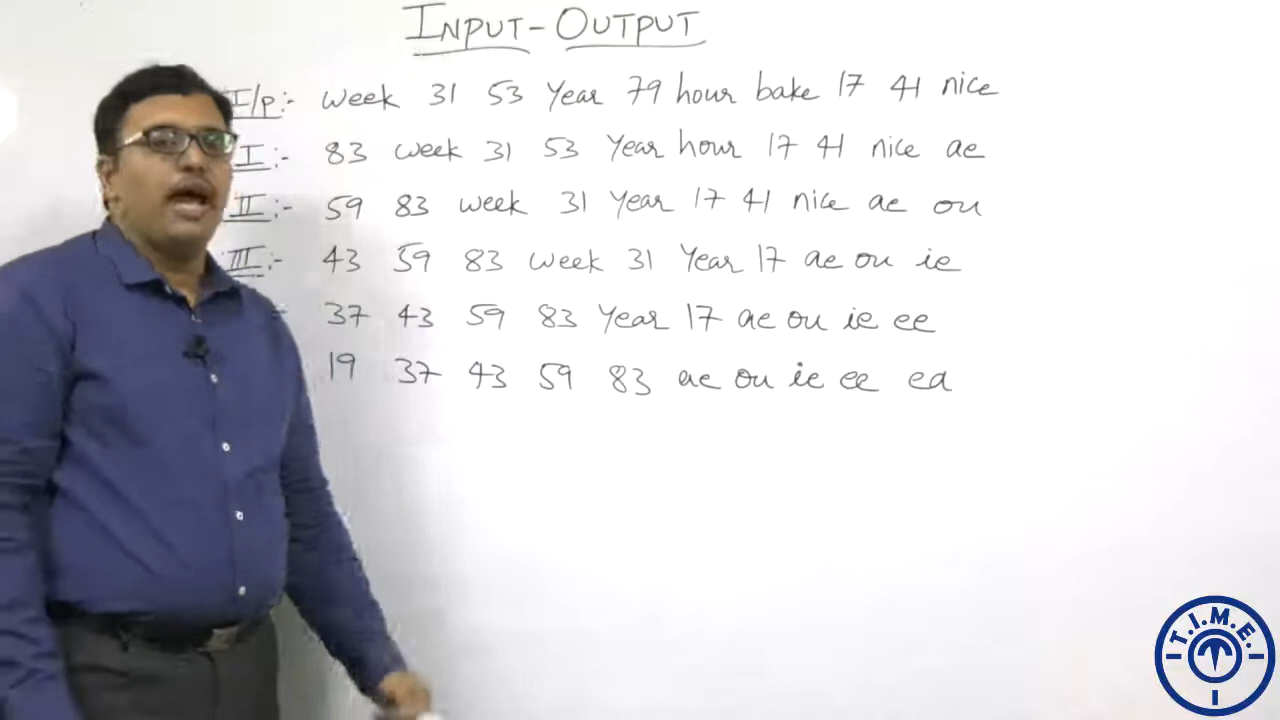 INPUT-OUTPUT
I/p:- week 31 53 Year 79 hour bake 17 41 nice
I:- 83 week 31 53 Year hour 17 41 nice ae
II:- 59 83 week 31 Year 17 41 nice ae ou
III:- 43 59 83 week 31 Year 17 ae ou ie
37 43 59 83 Year 17 ae ou ie ee
19 37 43 59 83 ae ou ie ee ea
T.I.M.E.